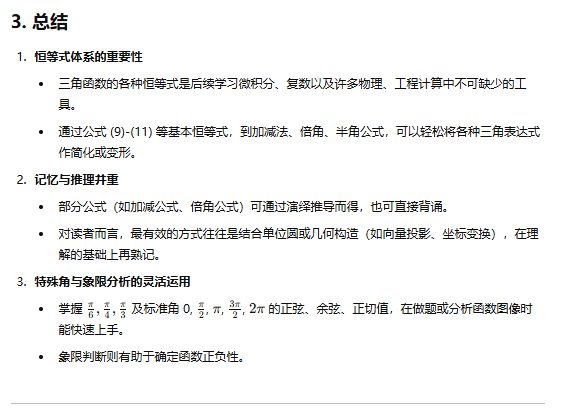 3. 总结
1. 恒等式体系的重要性
• 三角函数的各种恒等式是后续学习微积分、复数以及许多物理、工程计算中不可缺少的工
具。
• 通过公式 (9)-(11) 等基本恒等式，到加减法、倍角、半角公式，可以轻松将各种三角表达式
作简化或变形。
2. 记忆与推理并重
• 部分公式（如加减公式、倍角公式）可通过演绎推导而得，也可直接背诵。
• 对读者而言，最有效的方式往往是结合单位圆或几何构造（如向量投影、坐标变换），在理
解的基础上再熟记。
3. 特殊角与象限分析的灵活运用
• 掌握 π/6, π/4, π/3 及标准角 0, π/2, π, 3π/2, 2π 的正弦、余弦、正切值，在做题或分析函数图像时
能快速上手。
• 象限判断则有助于确定函数正负性。